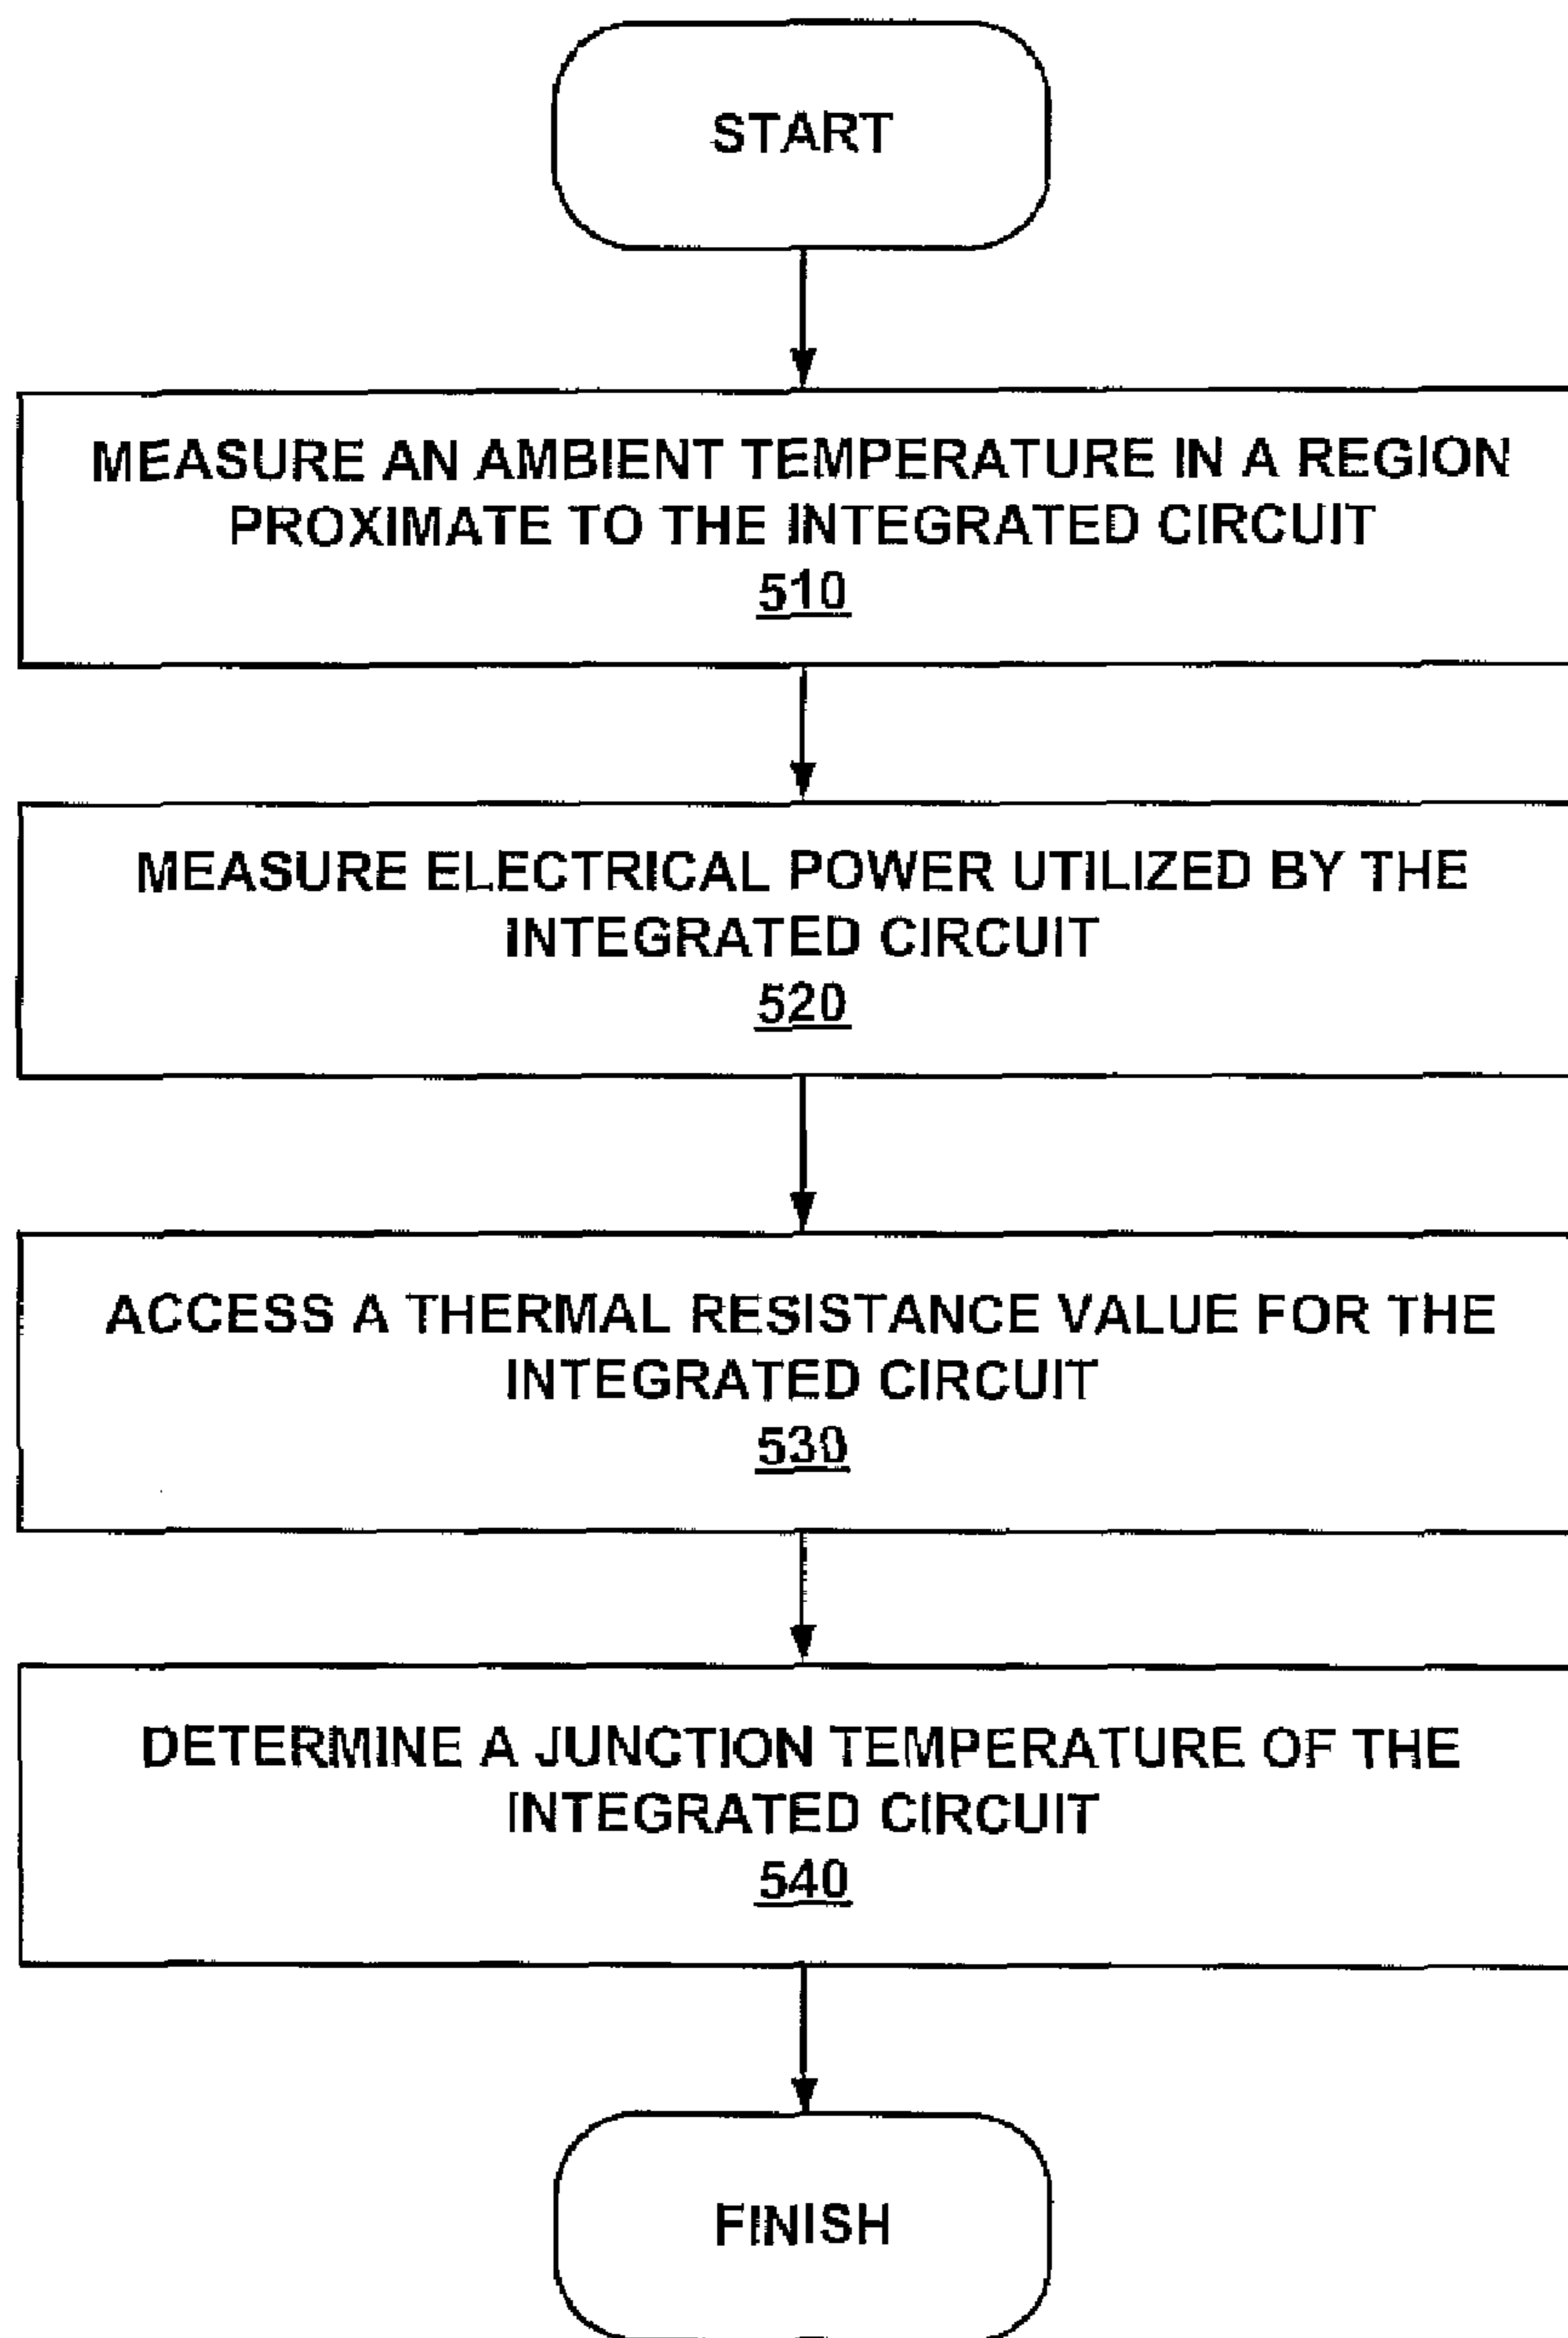 START
MEASURE AN AMBIENT TEMPERATURE IN A REGION
PROXIMATE TO THE INTEGRATED CIRCUIT
510
MEASURE ELECTRICAL POWER UTILIZED BY THE
INTEGRATED CIRCUIT
520
ACCESS A THERMAL RESISTANCE VALUE FOR THE
INTEGRATED CIRCUIT
530
DETERMINE A JUNCTION TEMPERATURE OF THE
INTEGRATED CIRCUIT
540
FINISH